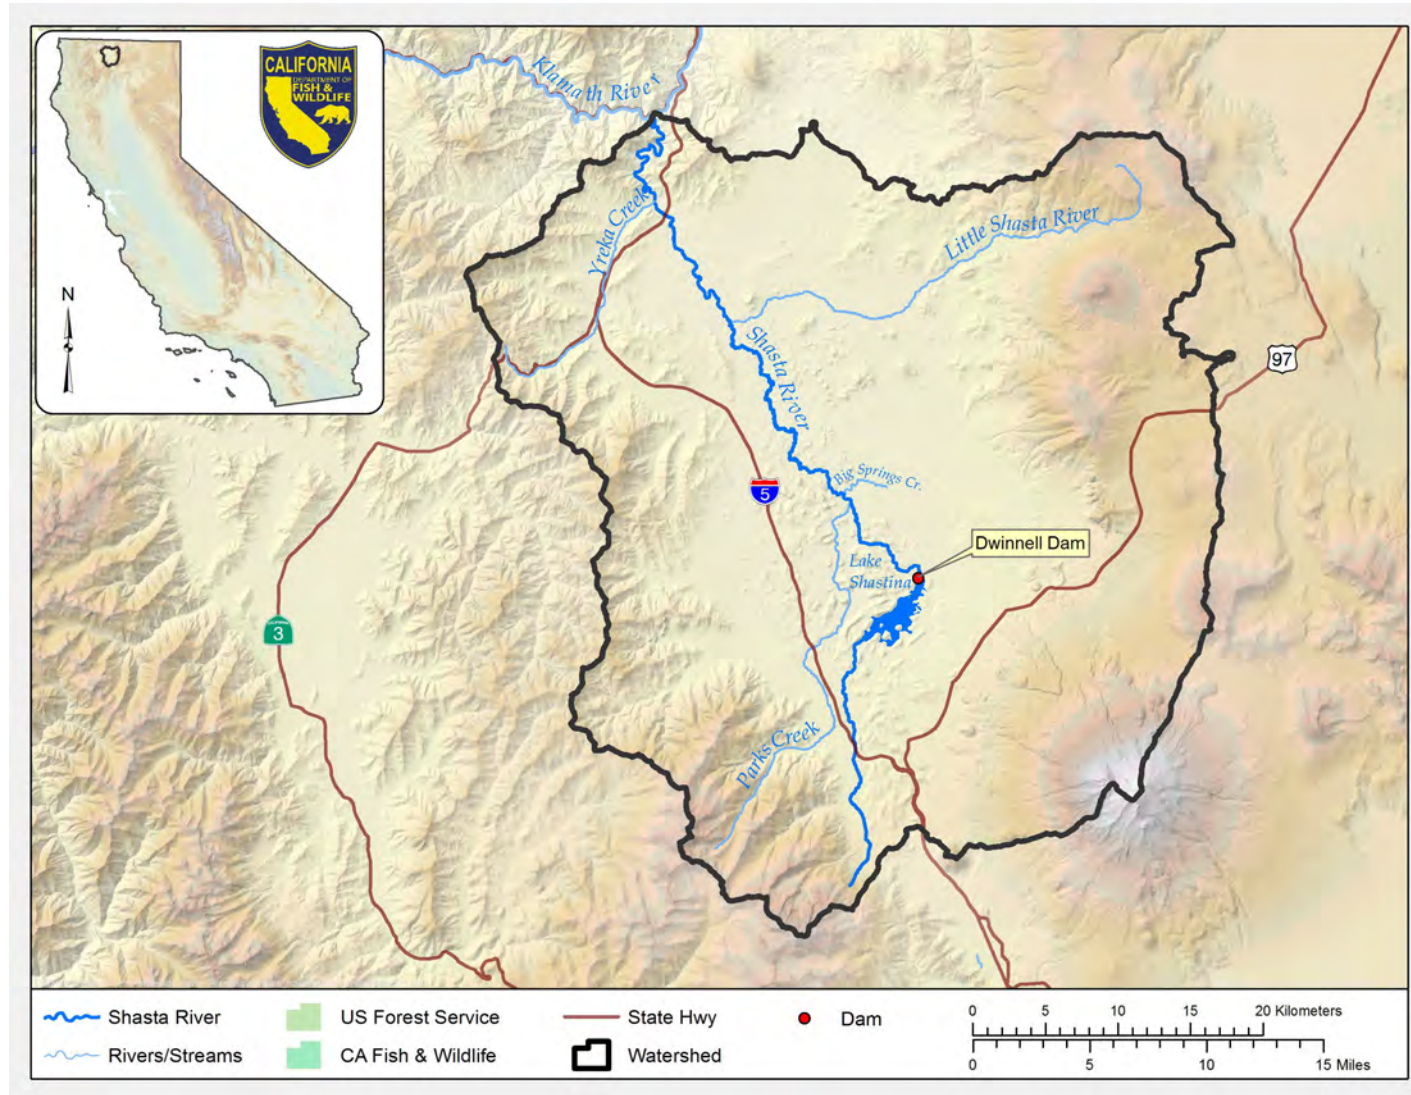 CALIFORNIA
DEPARTMENT OF
FISH &
WILDLIFE
N
Klamath River
Yreka Creek
Little Shasta River
Shasta River
97
5
Big Springs Cr.
Dwinnell Dam
Lake
Shastina
3
Parks Creek
Shasta River
US Forest Service
State Hwy
Dam
Rivers/Streams
CA Fish & Wildlife
Watershed
0 5 10 15 20 Kilometers
0 5 10 15 Miles